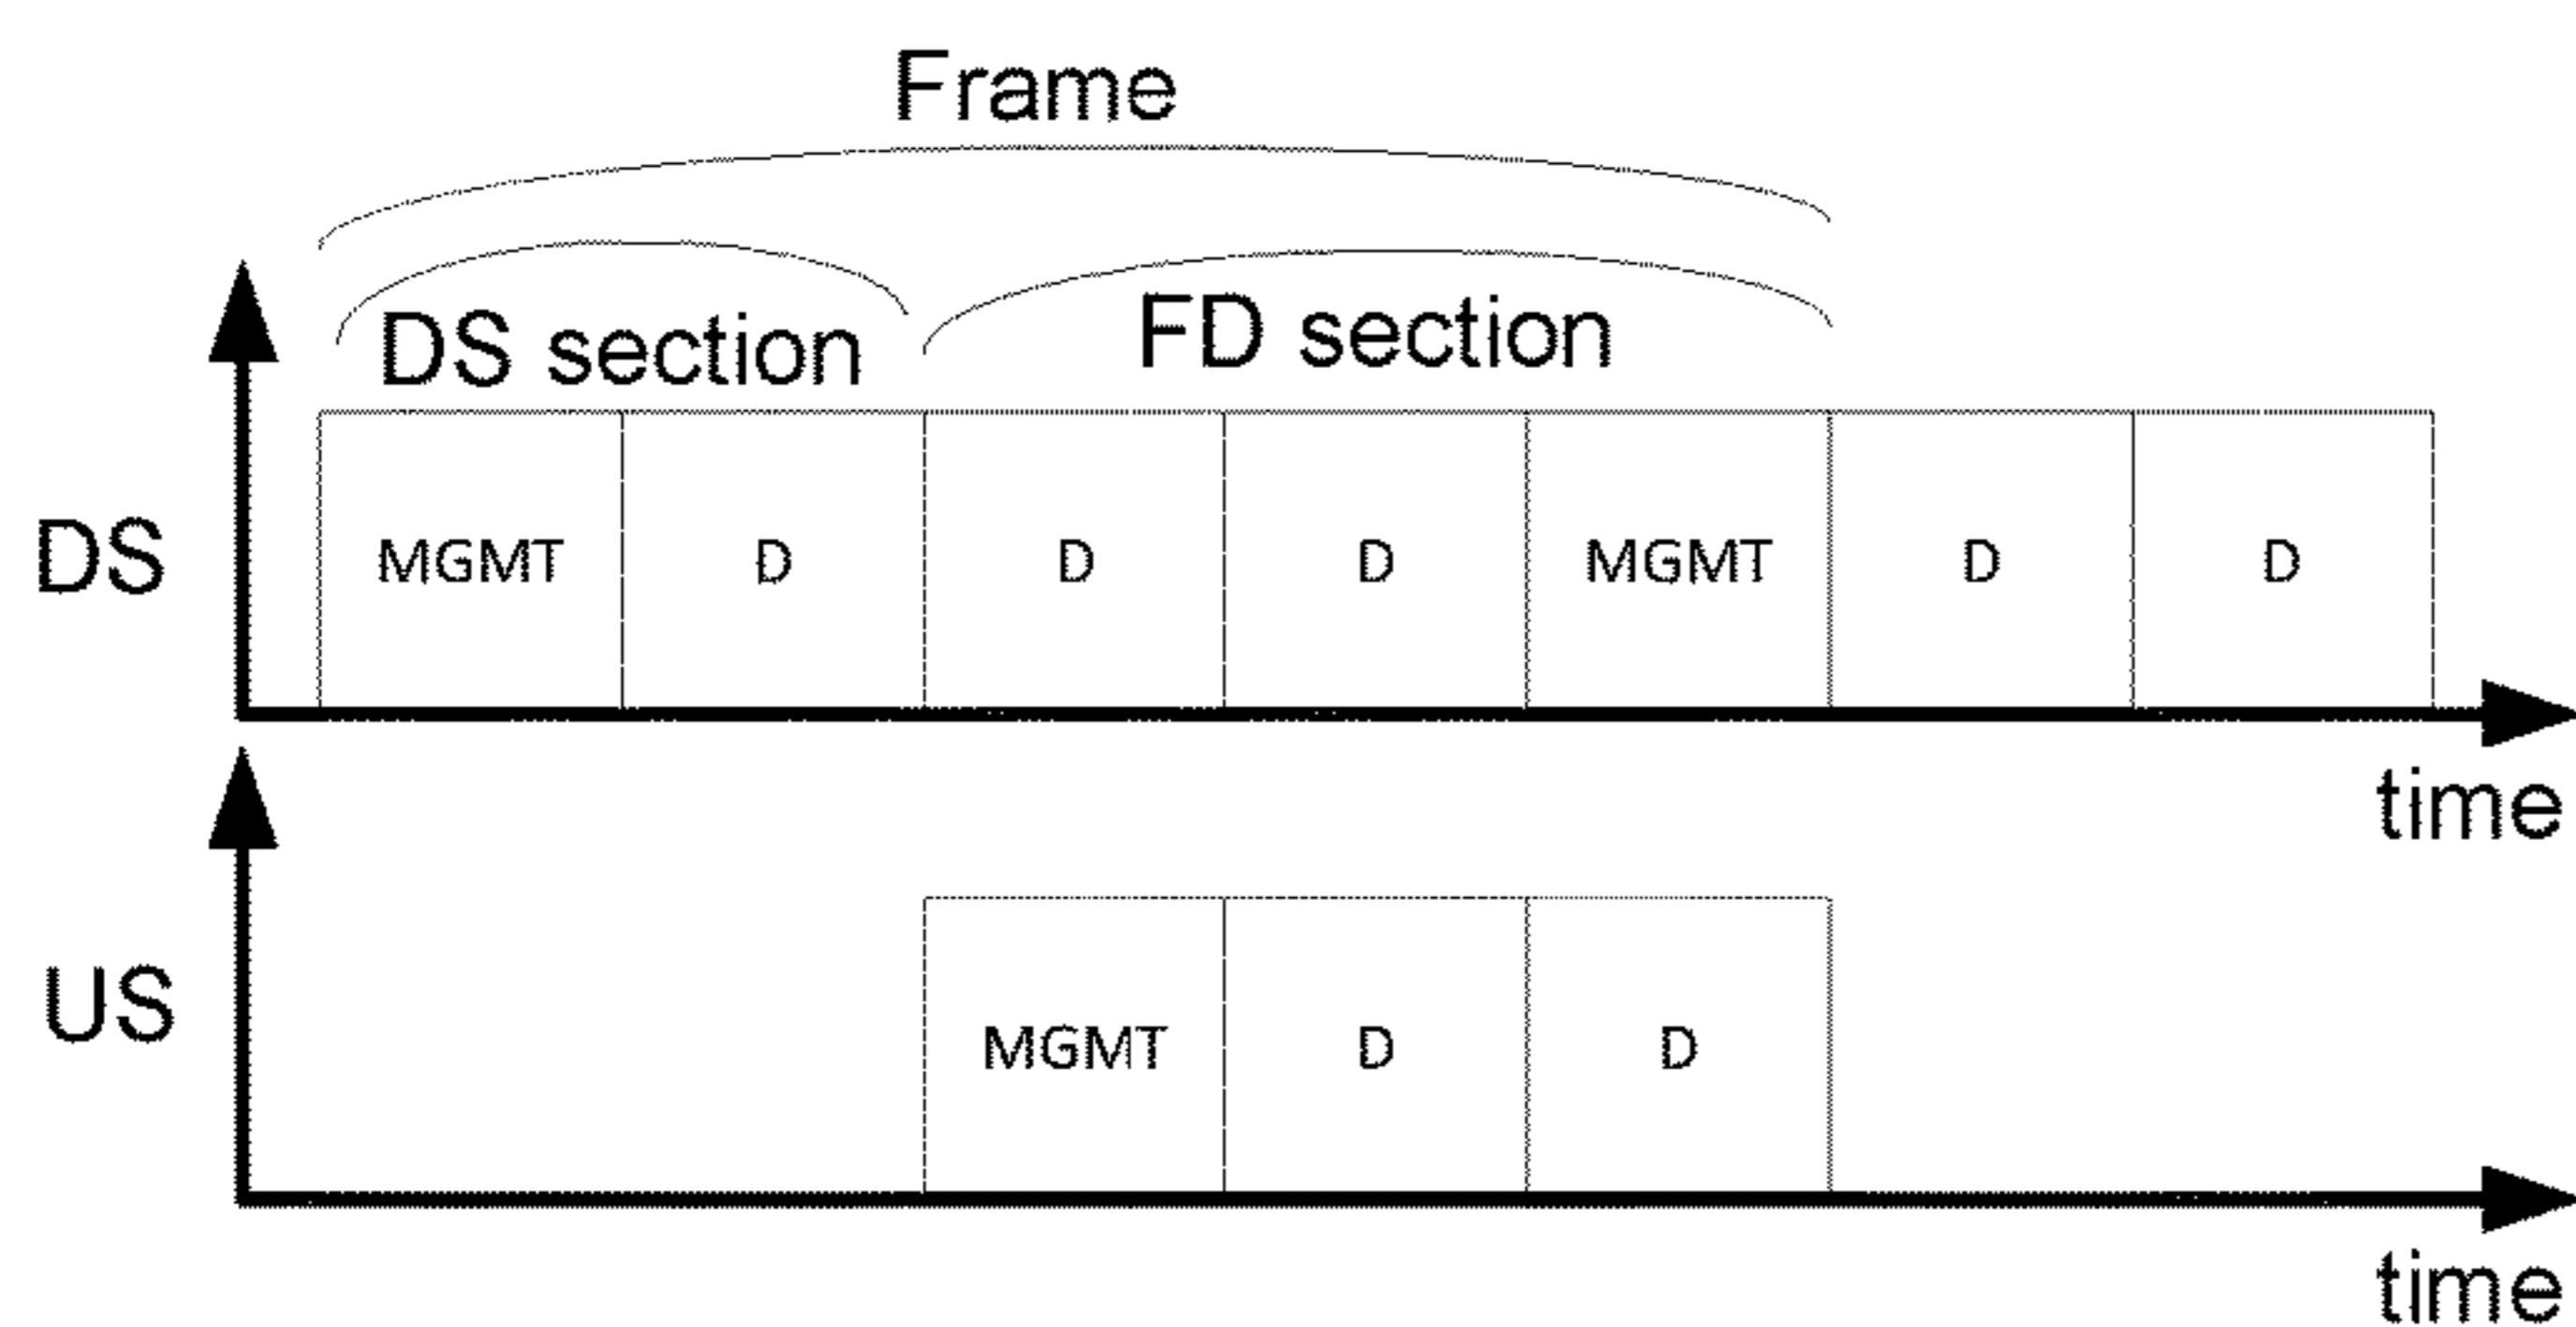 Frame
DS section FD section
DS MGMT D D D MGMT D D
time
US MGMT D D
time